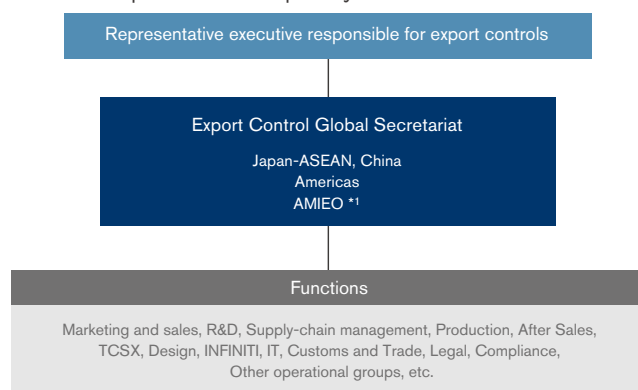 Representative executive responsible for export controls
Export Control Global Secretariat
Japan-ASEAN, China
Americas
AMIEO *1
Functions
Marketing and sales, R&D, Supply-chain management, Production, After Sales,
TCSX, Design, INFINITI, IT, Customs and Trade, Legal, Compliance,
Other operational groups, etc.